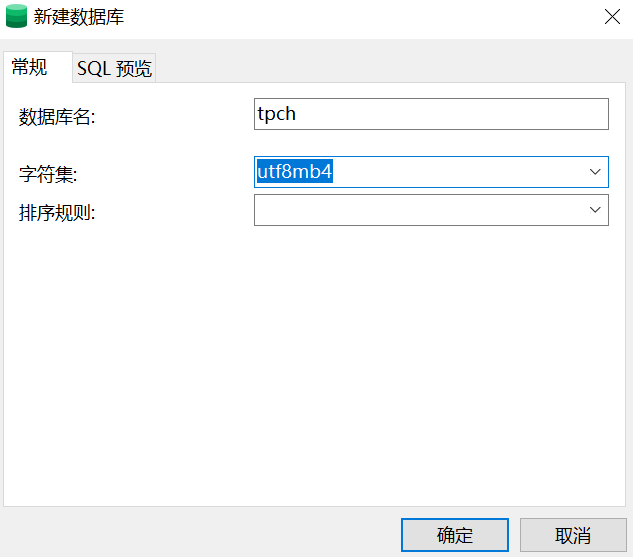 新建数据库
常规
SQL 预览
数据库名: tpch
字符集: utf8mb4
排序规则:
确定 取消